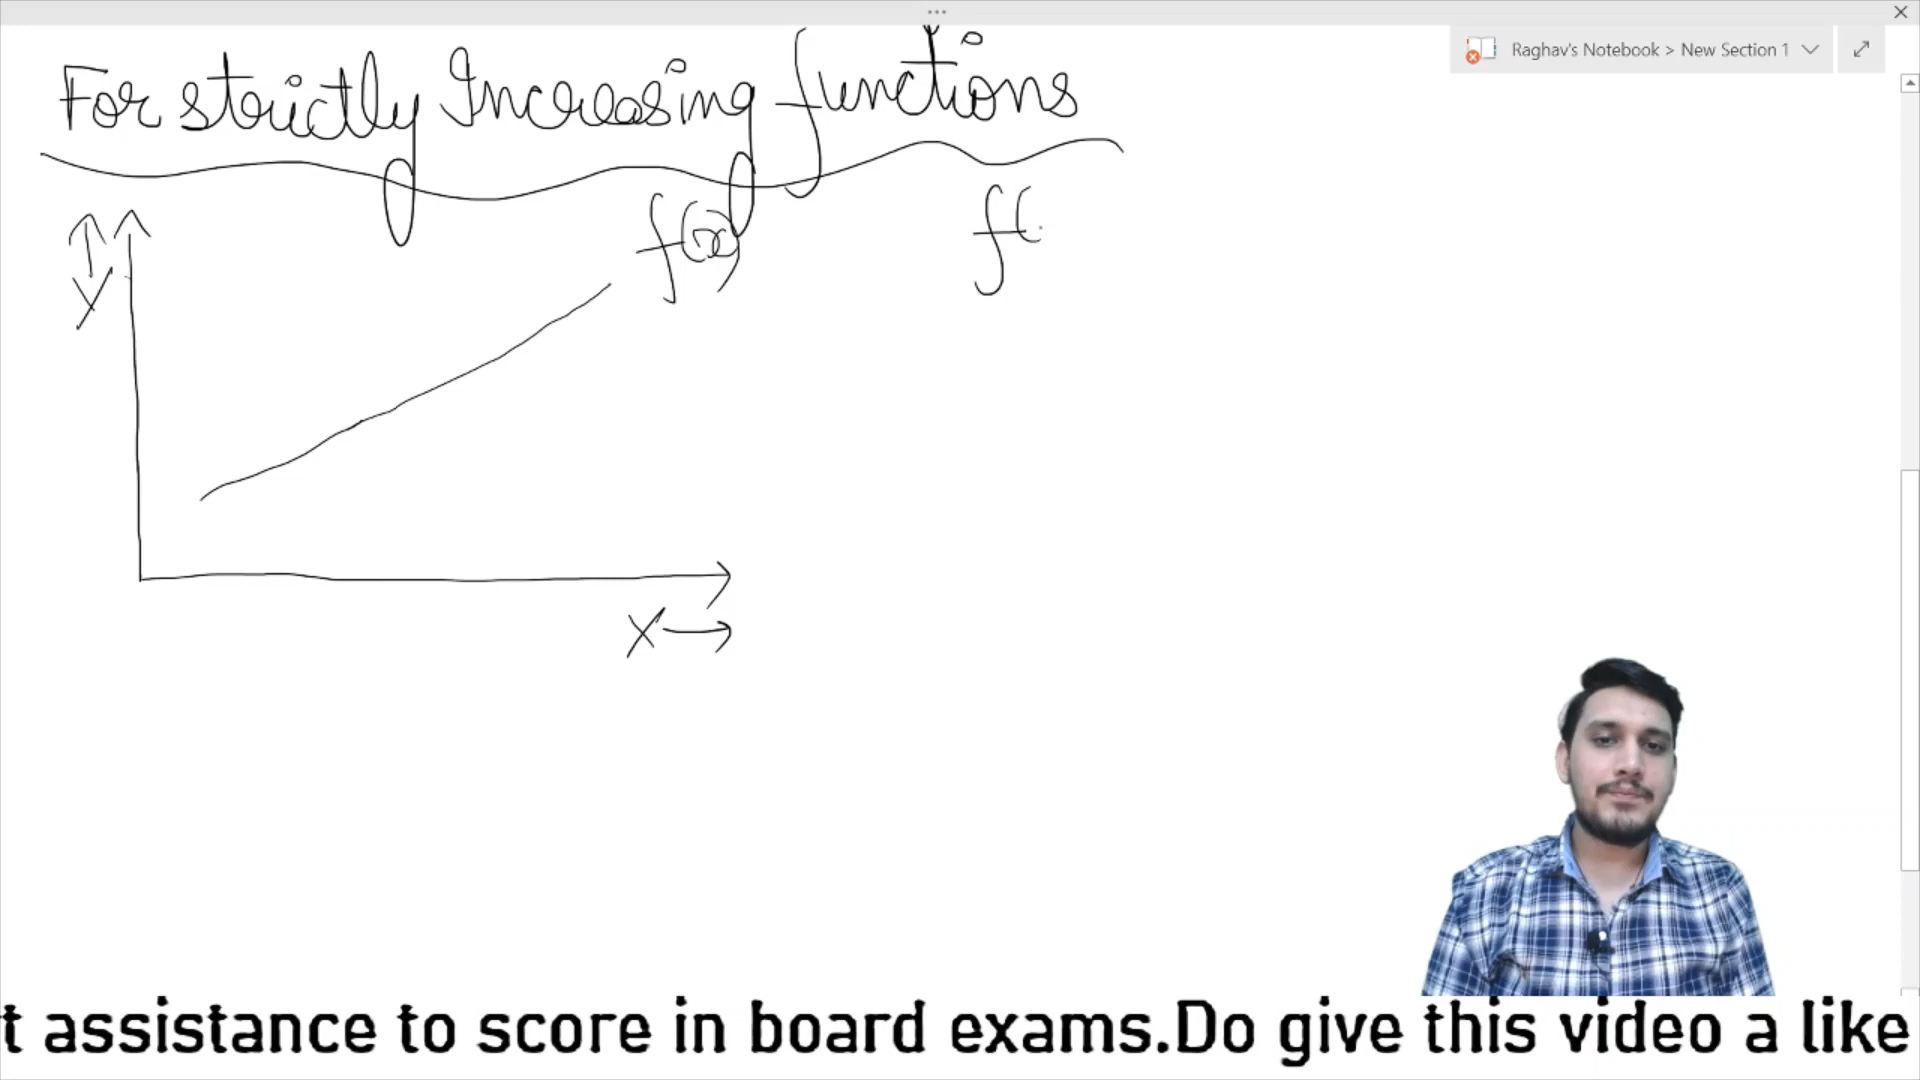 Raghav's Notebook > New Section 1
For strictly Increasing functions
f(x) f(
Y
X
t assistance to score in board exams.Do give this video a like